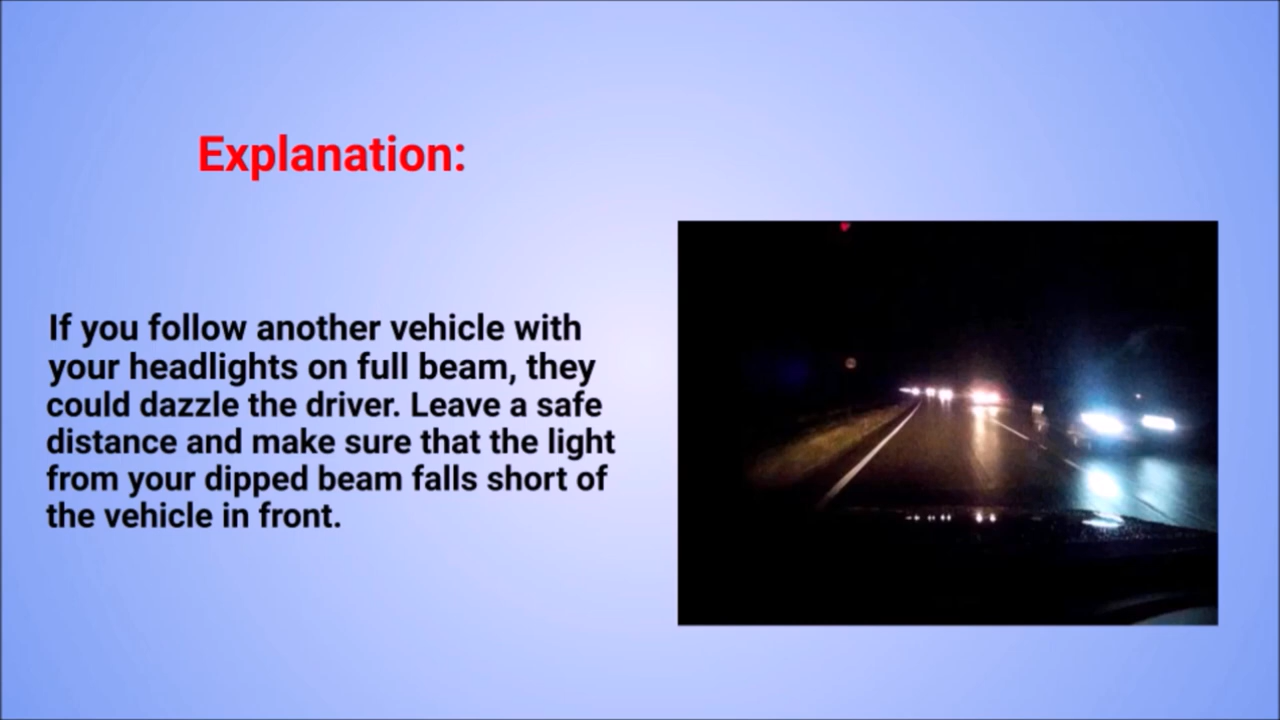 Explanation:
If you follow another vehicle with
your headlights on full beam, they
could dazzle the driver. Leave a safe
distance and make sure that the light
from your dipped beam falls short of
the vehicle in front.